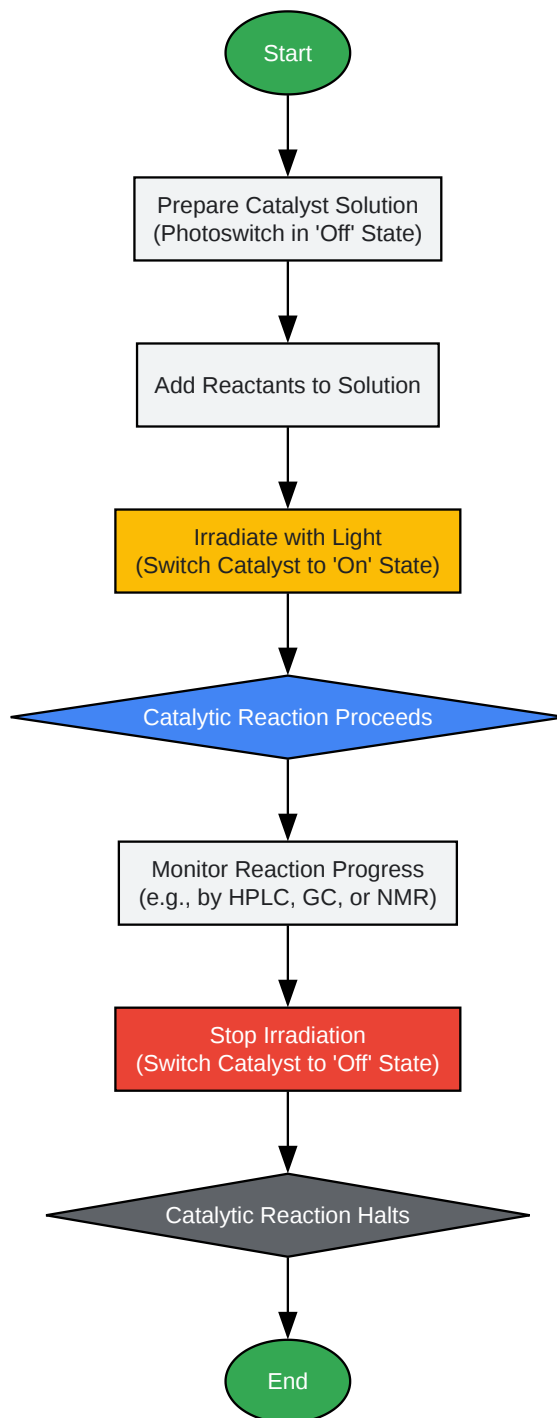 Start
Prepare Catalyst Solution
(Photoswitch in 'Off' State)
Add Reactants to Solution
Irradiate with Light
(Switch Catalyst to 'On' State)
Catalytic Reaction Proceeds
Monitor Reaction Progress
(e.g., by HPLC, GC, or NMR)
Stop Irradiation
(Switch Catalyst to 'Off' State)
Catalytic Reaction Halts
End